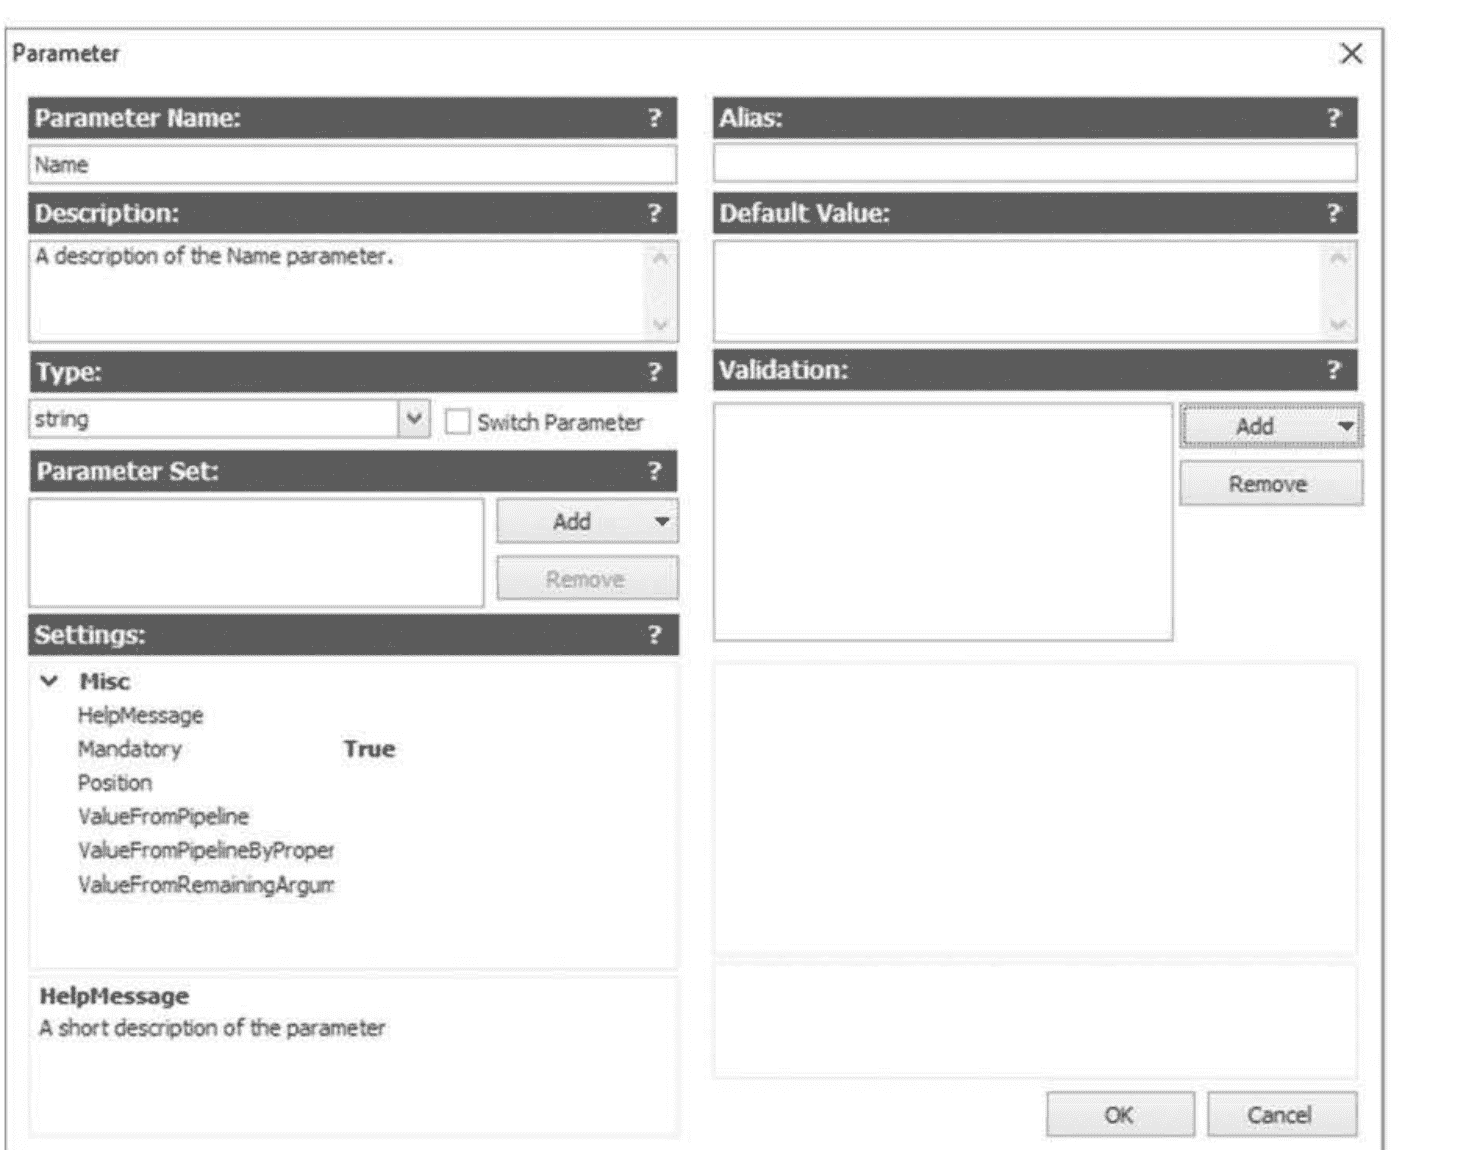 Parameter
Parameter Name: ?
Name
Description: ?
A description of the Name parameter.
Type: ?
string
Switch Parameter
Parameter Set: ?
Add
Remove
Settings: ?
Misc
HelpMessage
Mandatory True
Position
ValueFromPipeline
ValueFromPipelineByProper
ValueFromRemainingArgum
HelpMessage
A short description of the parameter
Alias: ?
Default Value: ?
Validation: ?
Add
Remove
OK
Cancel